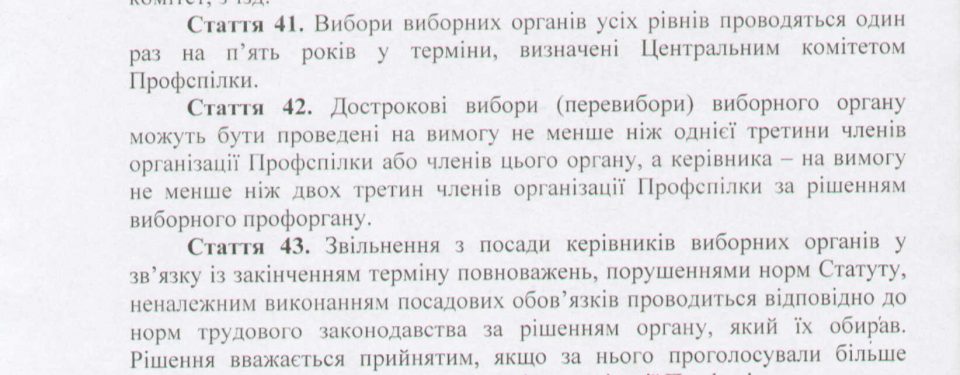 комітет, з'їзд.
Стаття 41. Вибори виборних органів усіх рівнів проводяться один
раз на п'ять років у терміни, визначені Центральним комітетом
Профспілки.
Стаття 42. Дострокові вибори (перевибори) виборного органу
можуть бути проведені на вимогу не менше ніж однієї третини членів
організації Профспілки або членів цього органу, а керівника – на вимогу
не менше ніж двох третин членів організації Профспілки за рішенням
виборного профоргану.
Стаття 43. Звільнення з посади керівників виборних органів у
зв'язку із закінченням терміну повноважень, порушеннями норм Статуту,
неналежним виконанням посадових обов'язків проводиться відповідно до
норм трудового законодавства за рішенням органу, який їх обирав.
Рішення вважається прийнятим, якщо за нього проголосували більше